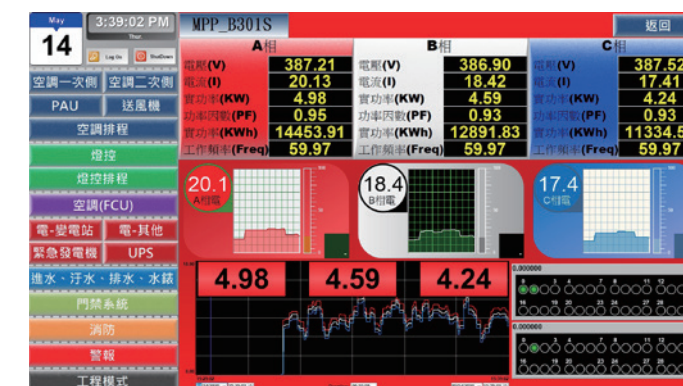 May
14
3:39:02 PM
Thur.
Log On
ShutDown
MPP_B301S
返回
空調一次側 空調二次側
PAU 送風機
空調排程
燈控
燈控排程
空調(FCU)
電-變電站 電-其他
緊急發電機 UPS
進水、汙水、排水、水錶
門禁系統
消防
警報
工程模式
A相
電壓(V) 387.21
電流(I) 20.13
實功率(KW) 4.98
功率因數(PF) 0.95
實功率(KWh) 14453.91
工作頻率(Freq) 59.97
B相
電壓(V) 386.90
電流(I) 18.42
實功率(KW) 4.59
功率因數(PF) 0.93
實功率(KWh) 12891.83
工作頻率(Freq) 59.97
C相
電壓(V) 387.52
電流(I) 17.41
實功率(KW) 4.24
功率因數(PF) 0.93
實功率(KWh) 11334.5
工作頻率(Freq) 59.97
20.1
A相電
18.4
B相電
17.4
C相電
4.98 4.59 4.24
0.000000
0.000000